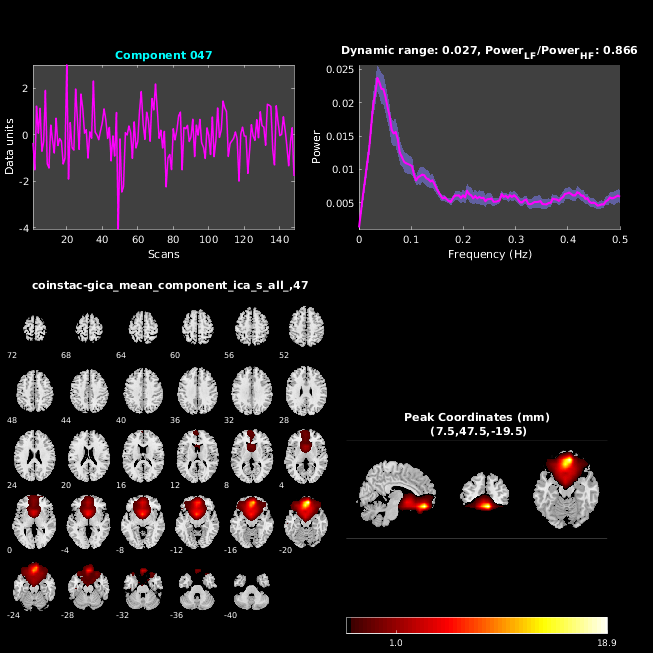 Component 047
Data units
2
0
-2
-4
20 40 60 80 100 120 140
Scans
Dynamic range: 0.027, PowerLF/PowerHF: 0.866
Power
0.025
0.02
0.015
0.01
0.005
0 0.1 0.2 0.3 0.4 0.5
Frequency (Hz)
coinstac-gica_mean_component_ica_s_all_,47
72 68 64 60 56 52
48 44 40 36 32 28
24 20 16 12 8 4
0 -4 -8 -12 -16 -20
-24 -28 -32 -36 -40
Peak Coordinates (mm)
(7.5,47.5,-19.5)
1.0 18.9